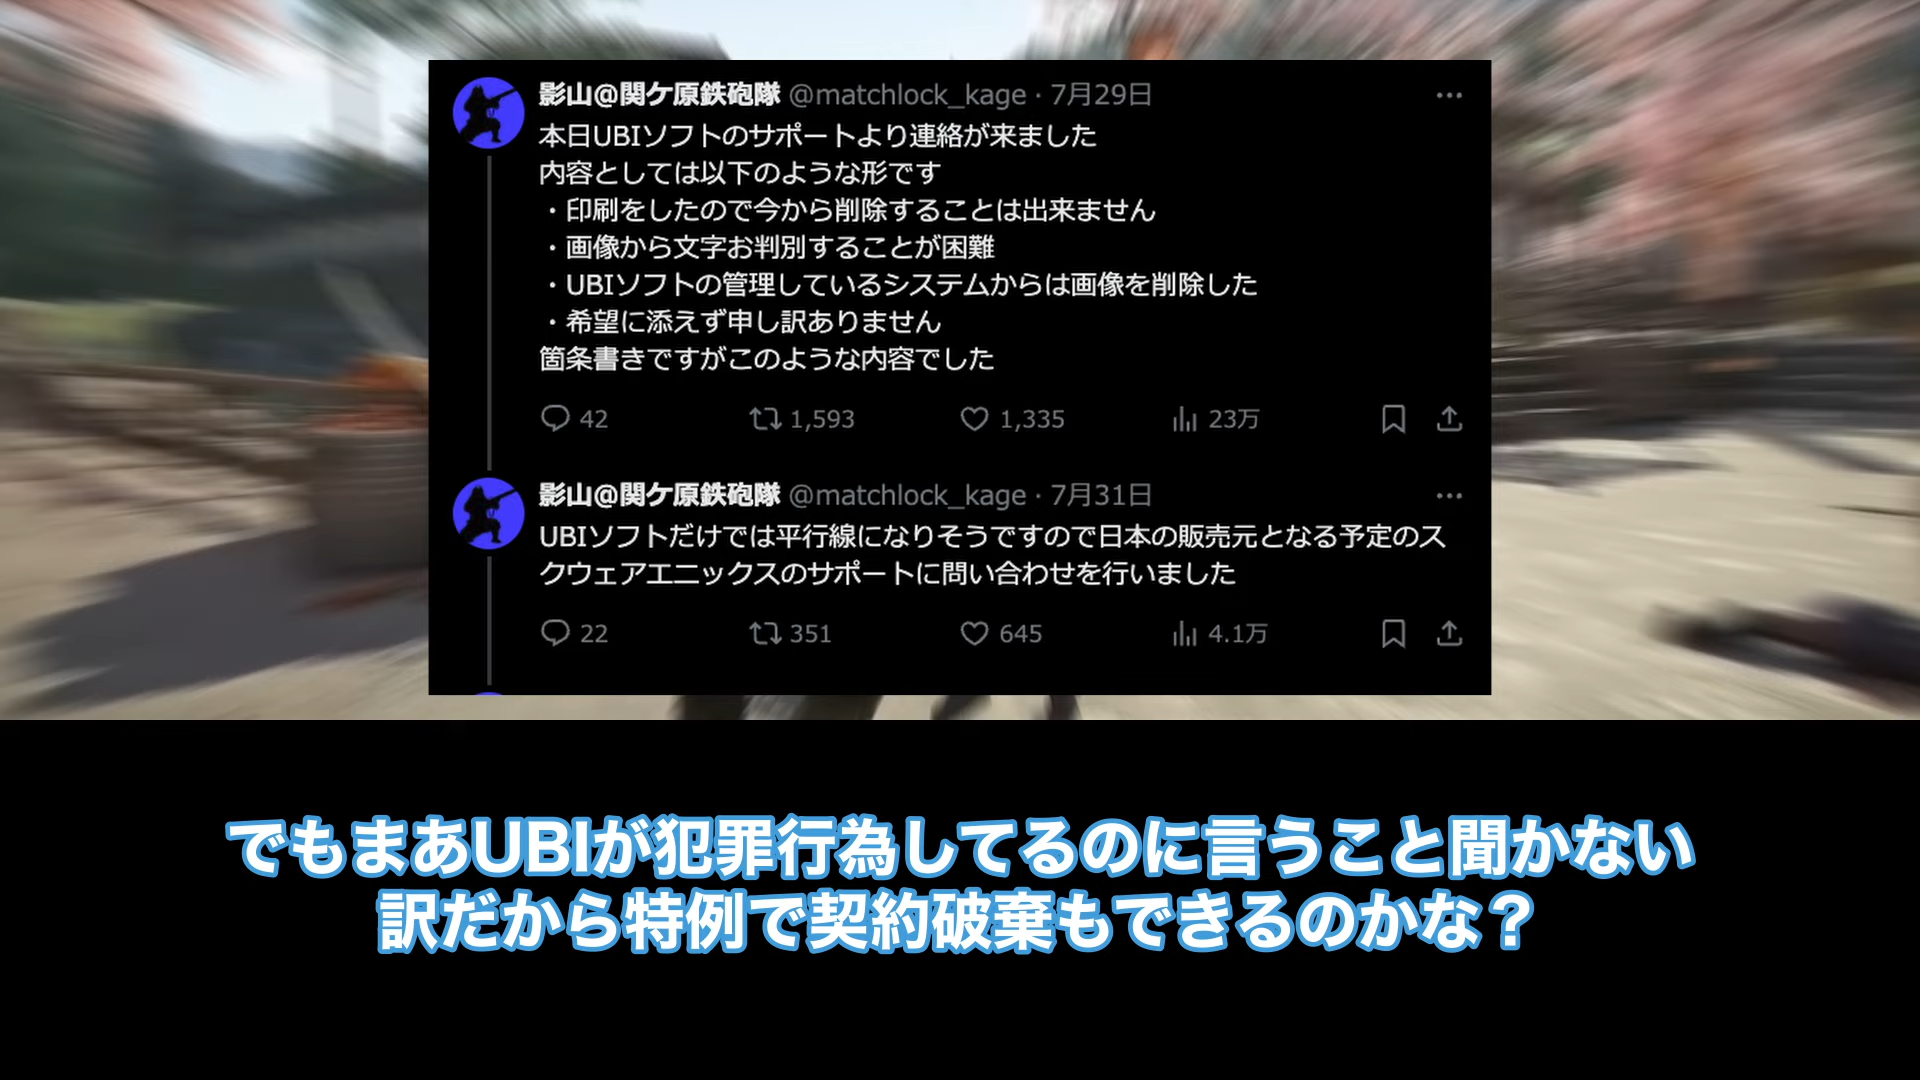 影山@関ケ原鉄砲隊 @matchlock_kage · 7月29日
本日UBIソフトのサポートより連絡が来ました
内容としては以下のような形です
・印刷をしたので今から削除することは出来ません
・画像から文字お判別することが困難
・UBIソフトの管理しているシステムからは画像を削除した
・希望に添えず申し訳ありません
箇条書きですがこのような内容でした
42 1,593 1,335 23万
影山@関ケ原鉄砲隊 @matchlock_kage · 7月31日
UBIソフトだけでは平行線になりそうですので日本の販売元となる予定のス
クウェアエニックスのサポートに問い合わせを行いました
22 351 645 4.1万
でもまあUBIが犯罪行為してるのに言うこと聞かない
訳だから特例で契約破棄もできるのかな？